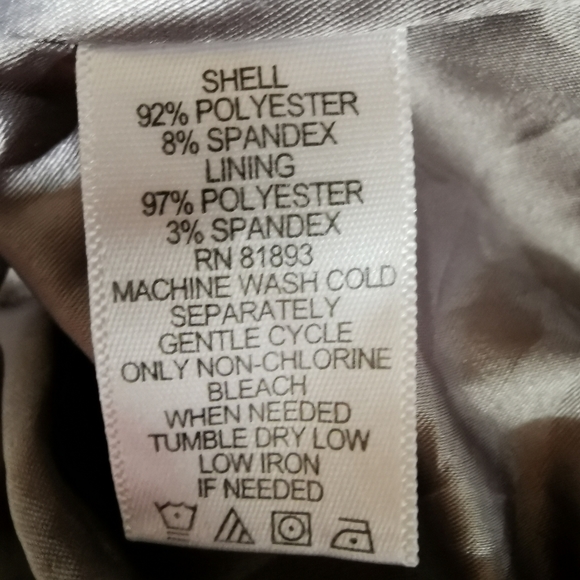 SHELL
92% POLYESTER
8% SPANDEX
LINING
97% POLYESTER
3% SPANDEX
RN 81893
MACHINE WASH COLD
SEPARATELY
GENTLE CYCLE
ONLY NON-CHLORINE
BLEACH
WHEN NEEDED
TUMBLE DRY LOW
LOW IRON
IF NEEDED